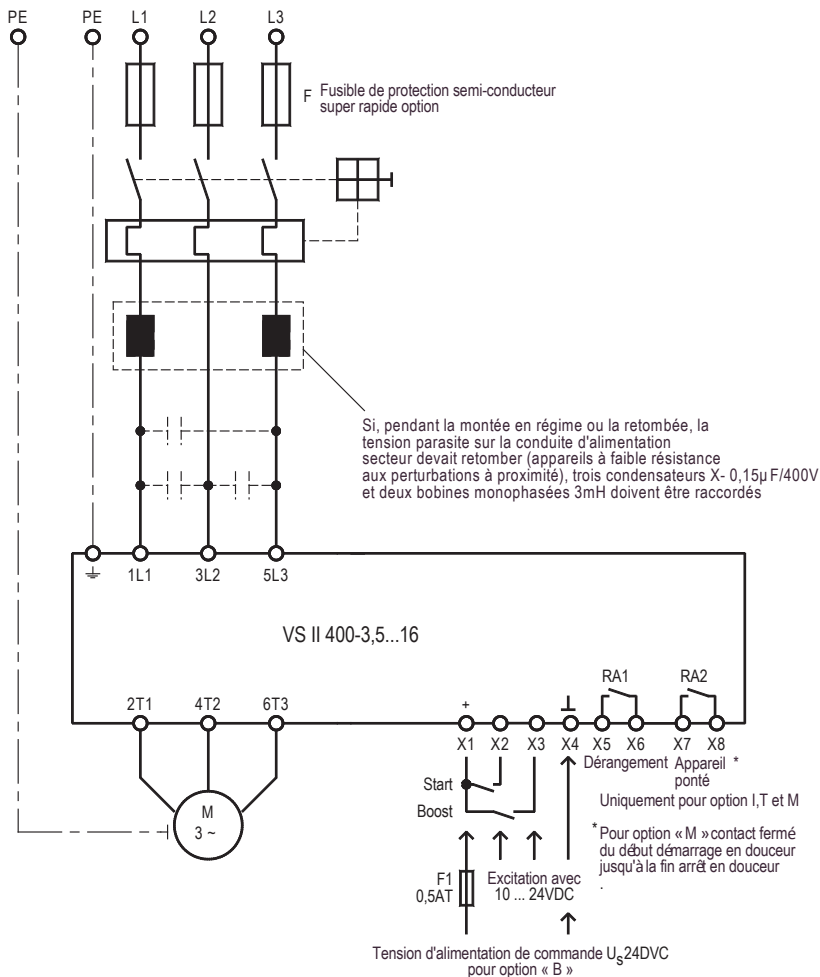 PE PE L1 L2 L3
F Fusible de protection semi-conducteur
super rapide option
Si, pendant la montée en régime ou la retombée, la
tension parasite sur la conduite d'alimentation
secteur devait retomber (appareils à faible résistance
aux perturbations à proximité), trois condensateurs X- 0,15µF/400V
et deux bobines monophasées 3mH doivent être raccordés
1L1 3L2 5L3
VS II 400-3,5...16
RA1 RA2
2T1 4T2 6T3
+
X1 X2 X3 X4 X5 X6 X7 X8
Dérangement Appareil *
ponté
Start
Uniquement pour option I,T et M
Boost
M
3 ~
* Pour option « M » contact fermé
du début démarrage en douceur
jusqu'à la fin arrêt en douceur
.
F1
0,5AT
Excitation avec
10 ... 24VDC
Tension d'alimentation de commande US24DVC
pour option « B »